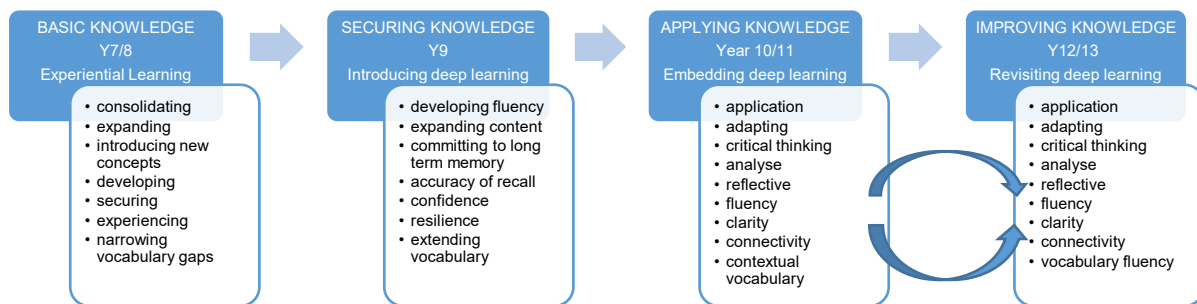 BASIC KNOWLEDGE
Y7/8
Experiential Learning
• consolidating
• expanding
• introducing new
concepts
• developing
• securing
• experiencing
• narrowing
vocabulary gaps
SECURING KNOWLEDGE
Y9
Introducing deep learning
• developing fluency
• expanding content
• committing to long
term memory
• accuracy of recall
• confidence
• resilience
• extending
vocabulary
APPLYING KNOWLEDGE
Year 10/11
Embedding deep learning
• application
• adapting
• critical thinking
• analyse
• reflective
• fluency
• clarity
• connectivity
• contextual
vocabulary
IMPROVING KNOWLEDGE
Y12/13
Revisiting deep learning
• application
• adapting
• critical thinking
• analyse
• reflective
• fluency
• clarity
• connectivity
• vocabulary fluency